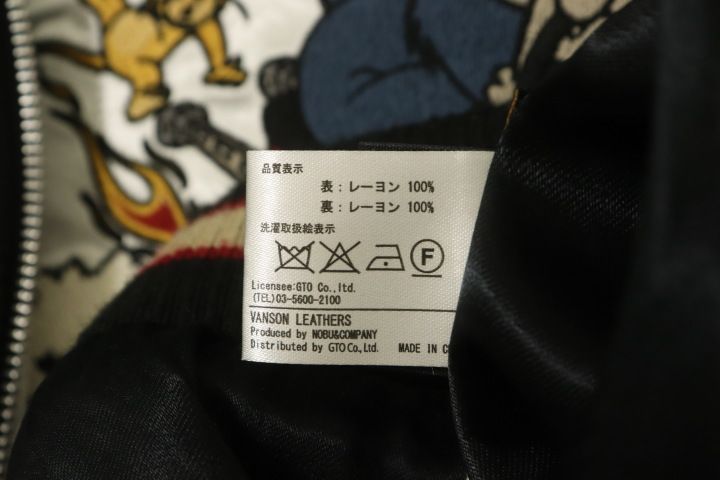 品質表示
表：レーヨン 100%
裏：レーヨン 100%
洗濯取扱絵表示
F
Licensee:GTO Co.,ltd.
(TEL)03-5600-2100
VANSON LEATHERS
Produced by NOBU&COMPANY
Distributed by GTO Co., Ltd. MADE IN C